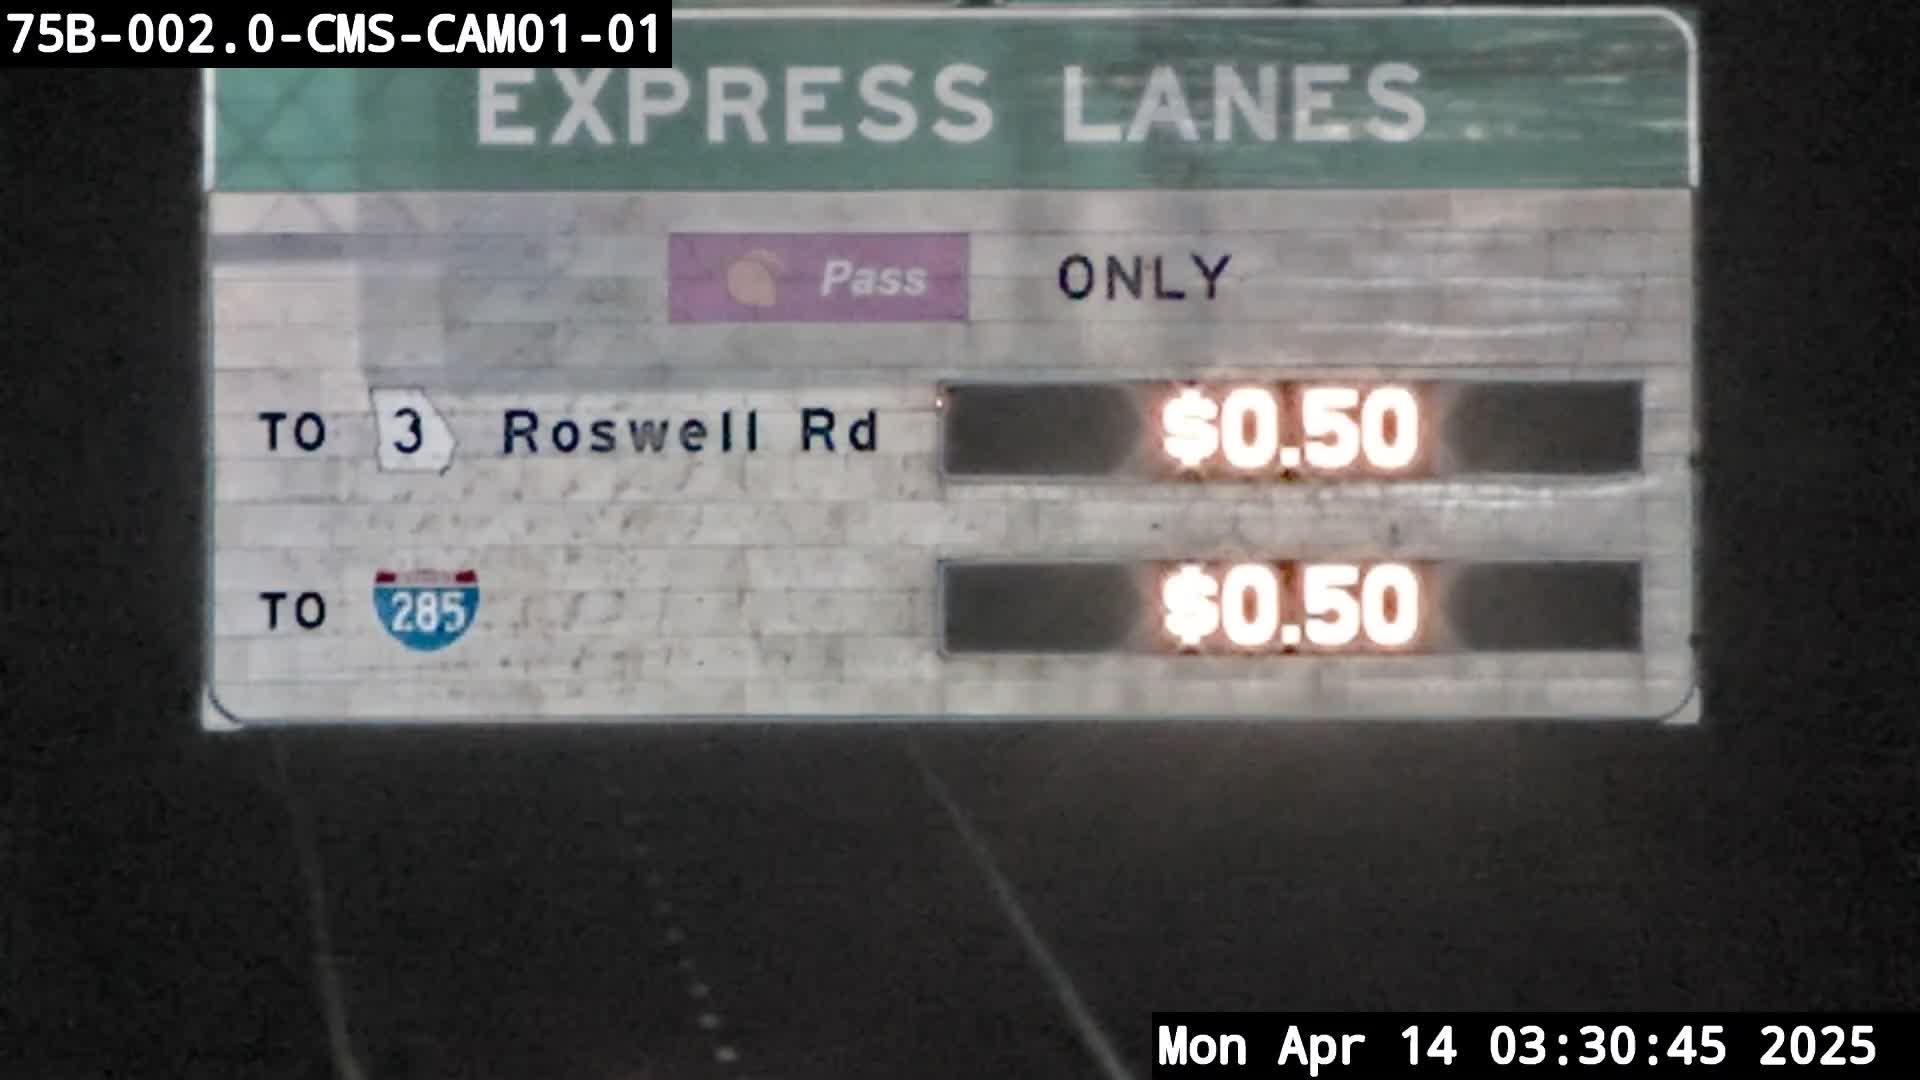 75B-002.0-CMS-CAM01-01
EXPRESS LANES
Pass ONLY
TO 3 Roswell Rd $0.50
TO 285 $0.50
Mon Apr 14 03:30:45 2025